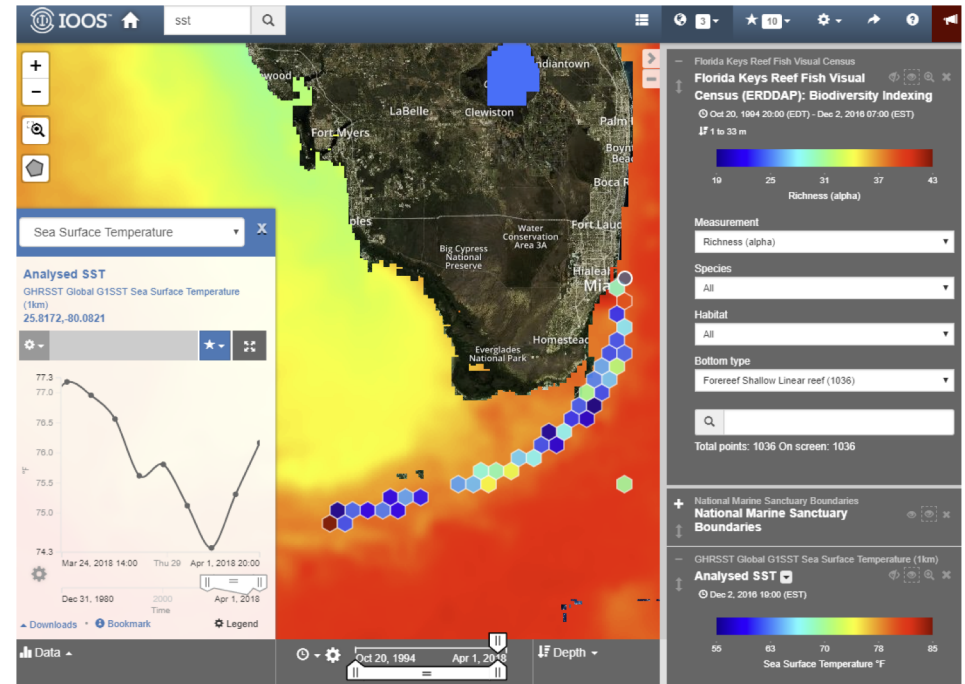 IOOS™
sst
3
10
+
−
wood
ndiantown
LaBelle
Clewiston
Palm
Fort Myers
Boyn
Bea
Boca R
ples
Water
Conservation
Area 3A
Fort Laud
Big Cypress
National
Preserve
Hialeal
Mia
Homestead
Everglades
National Park
Sea Surface Temperature
X
Analysed SST
GHRSST Global G1SST Sea Surface Temperature
(1km)
25.8172,-80.0821
77.3
77.0
76.5
76.0
°F
75.5
75.0
74.3
Mar 24, 2018 14:00 Thu 29 Apr 1, 2018 20:00
Dec 31, 1980 2000 Apr 1, 2018
Time
Downloads • Bookmark Legend
Data
Oct 20, 1994 Apr 1, 2018
Depth
Florida Keys Reef Fish Visual Census
Florida Keys Reef Fish Visual
Census (ERDDAP): Biodiversity Indexing
Oct 20, 1994 20:00 (EDT) - Dec 2, 2016 07:00 (EST)
1 to 33 m
19 25 31 37 43
Richness (alpha)
Measurement
Richness (alpha)
Species
All
Habitat
All
Bottom type
Forereef Shallow Linear reef (1036)
Total points: 1036 On screen: 1036
National Marine Sanctuary Boundaries
National Marine Sanctuary
Boundaries
GHRSST Global G1SST Sea Surface Temperature (1km)
Analysed SST
Dec 2, 2016 19:00 (EST)
55 63 70 78 85
Sea Surface Temperature °F